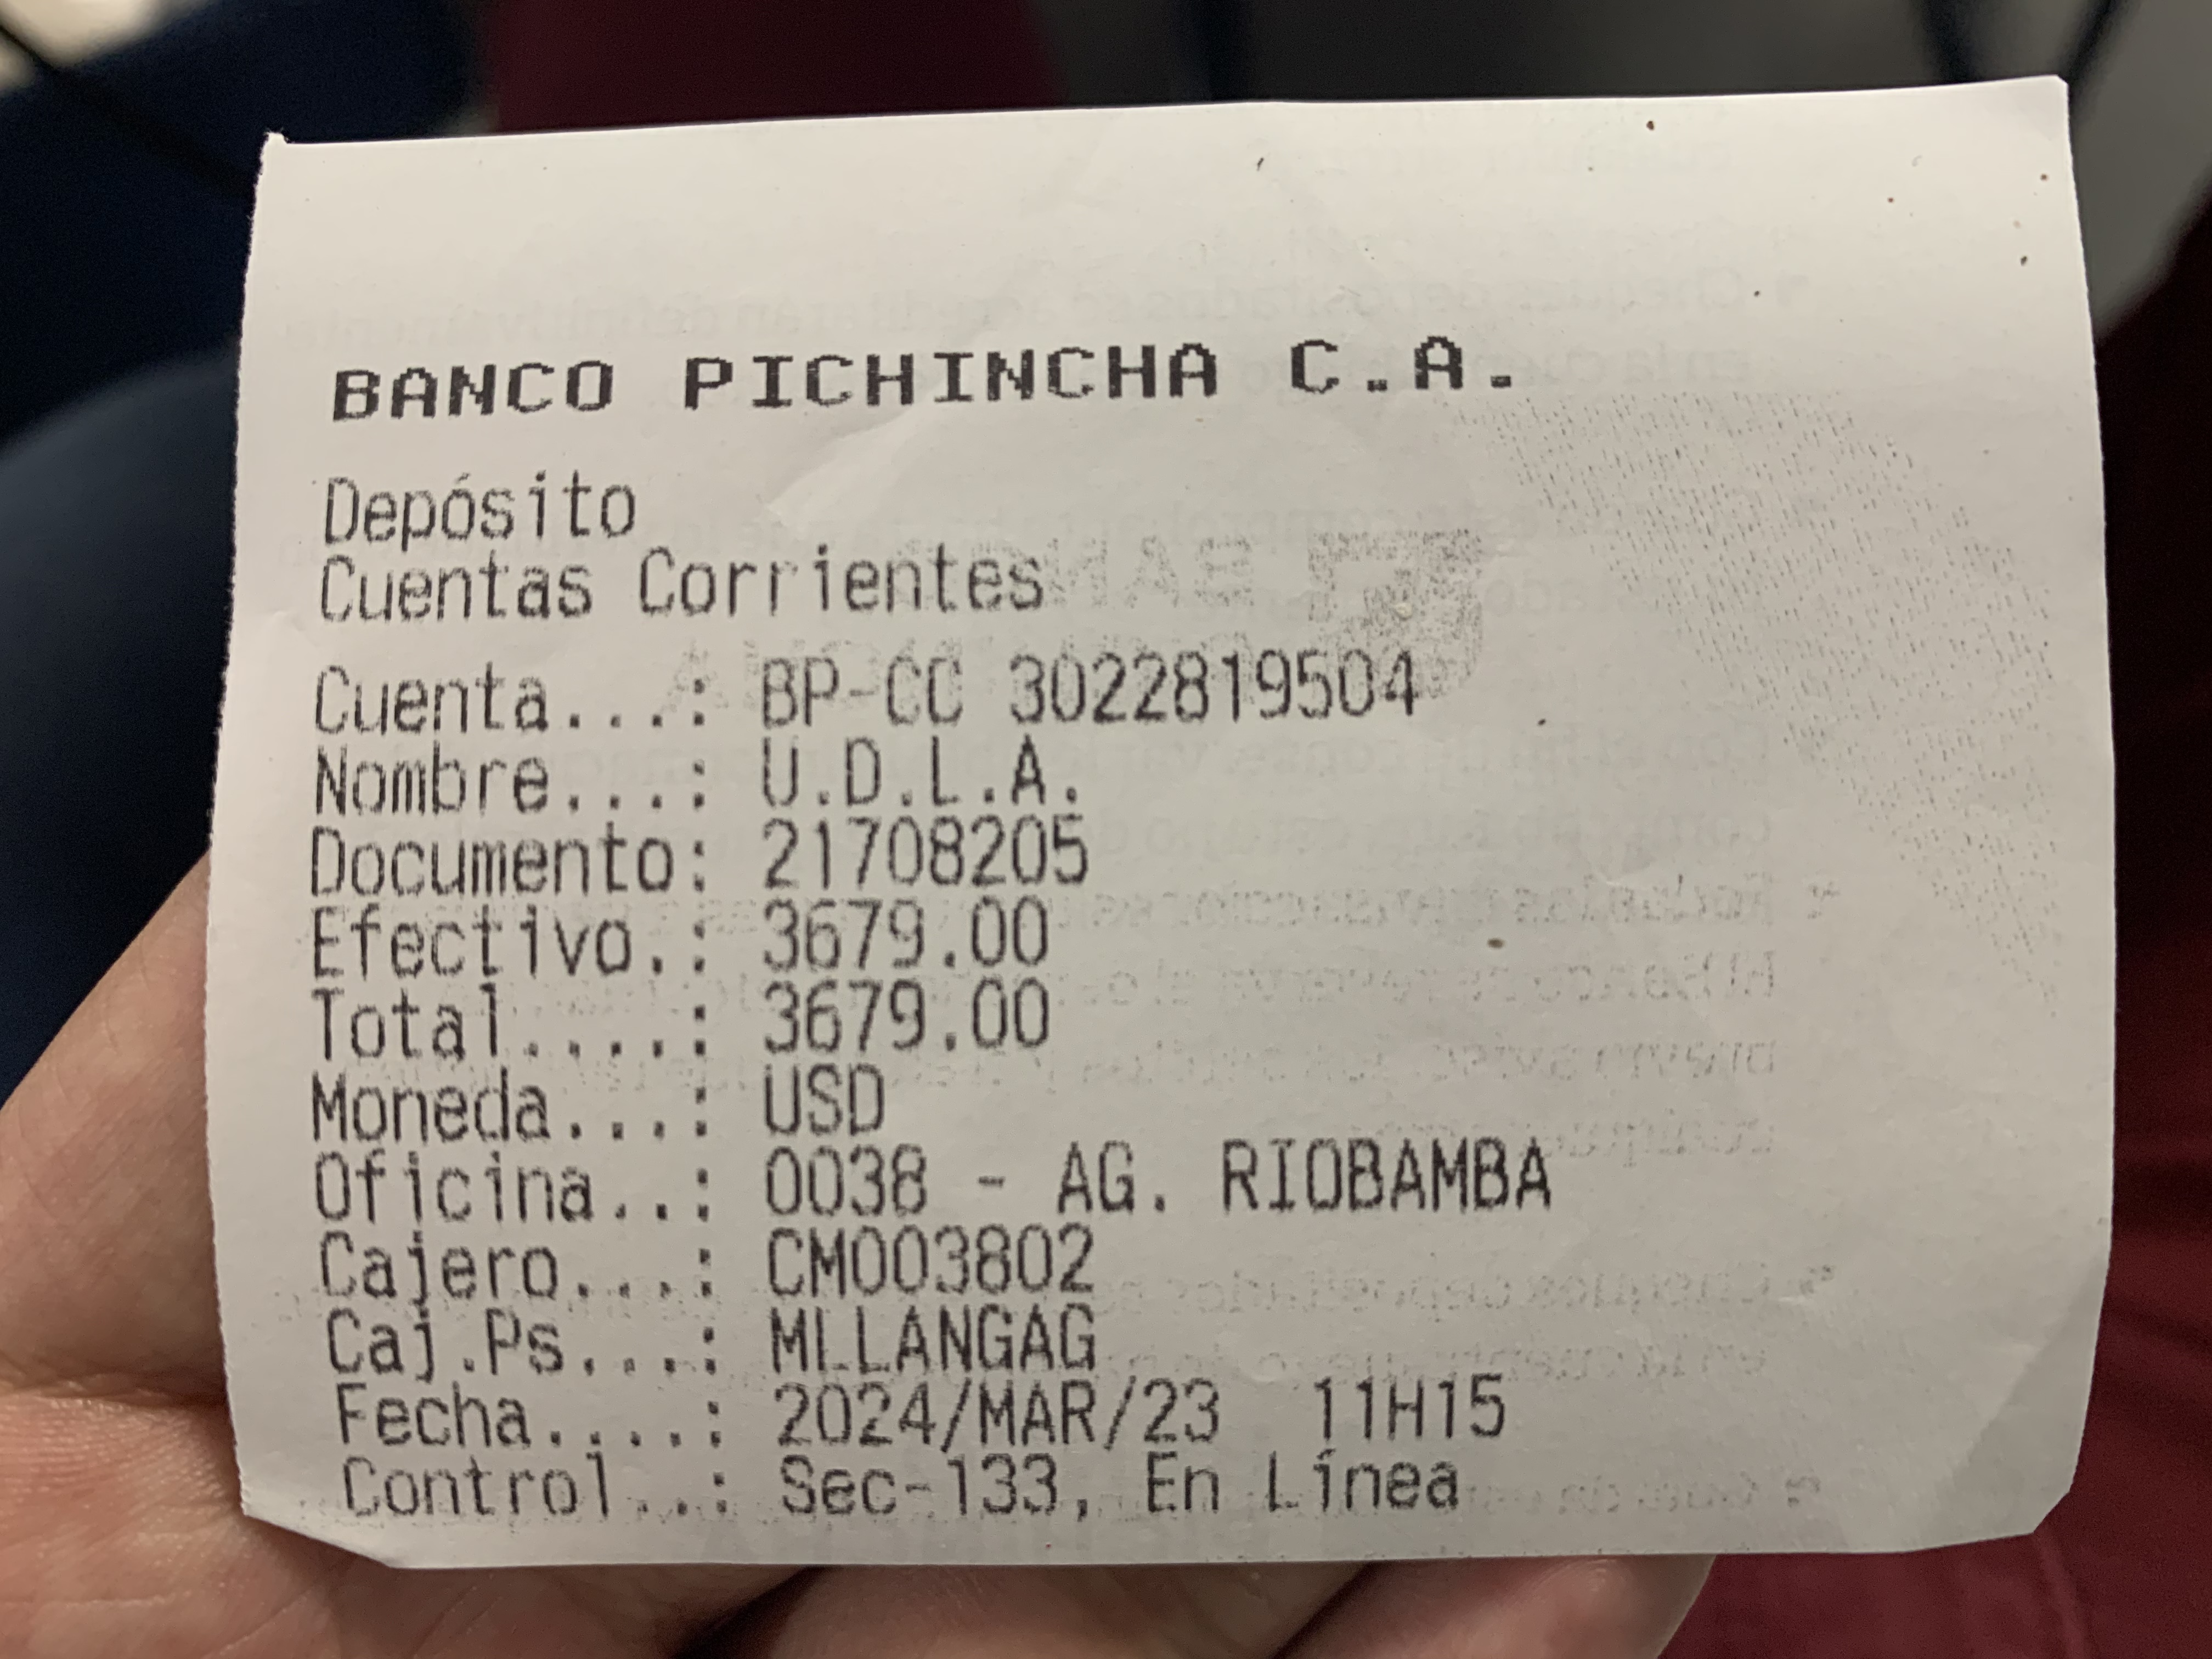 BANCO PICHINCHA C.A.
Depósito
Cuentas Corrientes
Cuenta...: BP-CC 3022819504
Nombre...: U.D.L.A.
Documento: 21708205
Efectivo.: 3679.00
Total....: 3679.00
Moneda...: USD
Oficina..: 0038 - AG. RIOBAMBA
Cajero...: CM003802
Caj.Ps...: MLLANGAG
Fecha....: 2024/MAR/23 11H15
Control..: Sec-133, En Línea